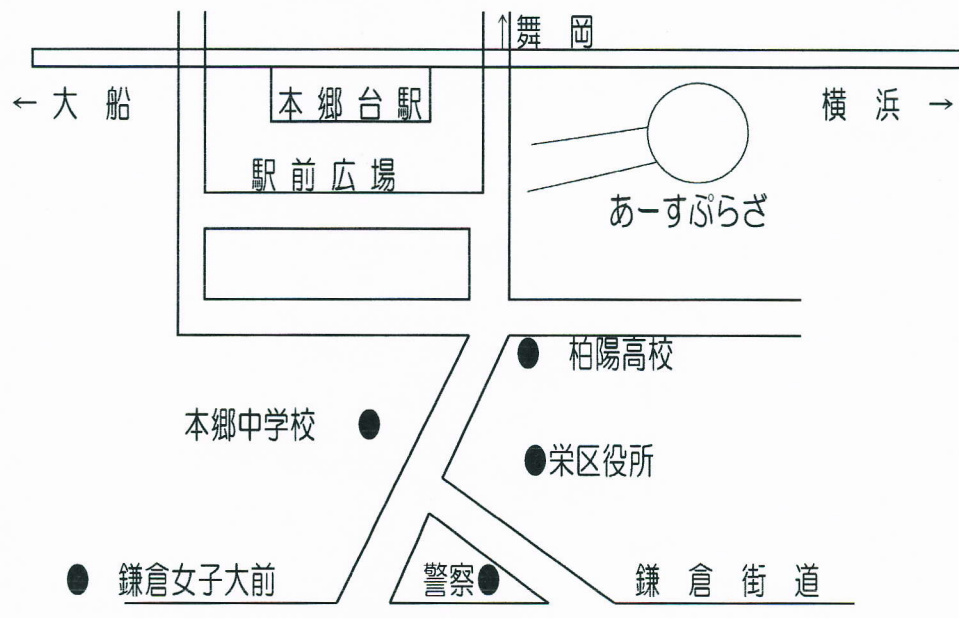 ↑舞岡
← 大船
本郷台駅
横浜 →
駅前広場
あーすぷらざ
柏陽高校
本郷中学校
栄区役所
鎌倉女子大前
警察
鎌倉街道